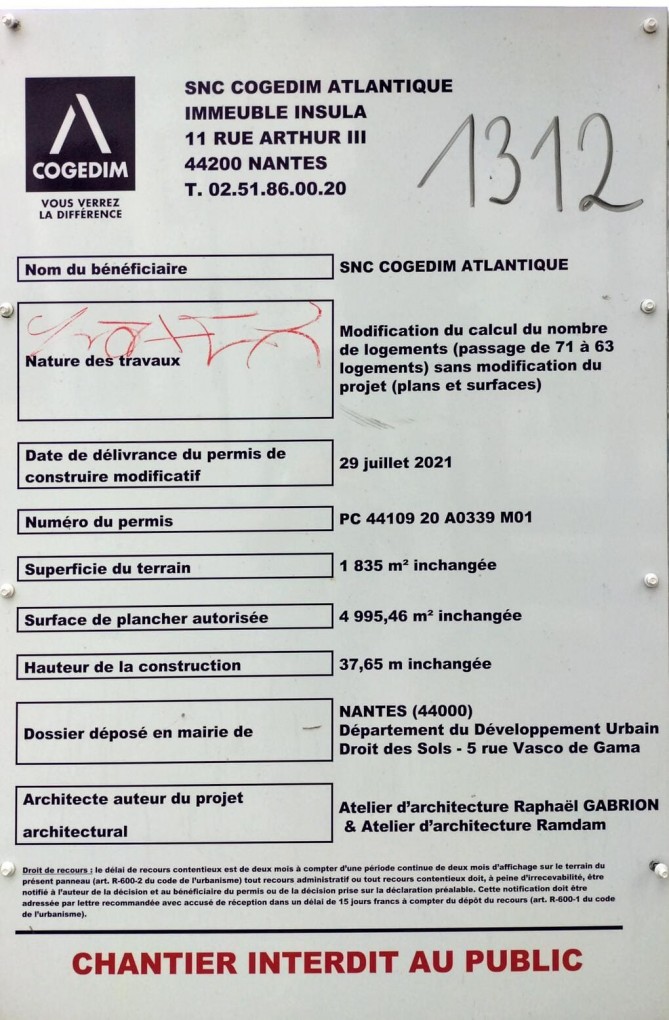 COGEDIM
VOUS VERREZ
LA DIFFÉRENCE
SNC COGEDIM ATLANTIQUE
IMMEUBLE INSULA
11 RUE ARTHUR III
44200 NANTES
T. 02.51.86.00.20
1312
Nom du bénéficiaire
SNC COGEDIM ATLANTIQUE
Nature des travaux
Modification du calcul du nombre
de logements (passage de 71 à 63
logements) sans modification du
projet (plans et surfaces)
Date de délivrance du permis de
construire modificatif
29 juillet 2021
Numéro du permis
PC 44109 20 A0339 M01
Superficie du terrain
1 835 m² inchangée
Surface de plancher autorisée
4 995,46 m² inchangée
Hauteur de la construction
37,65 m inchangée
Dossier déposé en mairie de
NANTES (44000)
Département du Développement Urbain
Droit des Sols - 5 rue Vasco de Gama
Architecte auteur du projet
architectural
Atelier d'architecture Raphaël GABRION
& Atelier d'architecture Ramdam
Droit de recours : le délai de recours contentieux est de deux mois à compter d'une période continue de deux mois d'affichage sur le terrain du
présent panneau (art. R-600-2 du code de l'urbanisme) tout recours administratif ou tout recours contentieux doit, à peine d'irrecevabilité, être
notifié à l'auteur de la décision et au bénéficiaire du permis ou de la décision prise sur la déclaration préalable. Cette notification doit être
adressée par lettre recommandée avec accusé de réception dans un délai de 15 jours francs à compter du dépôt du recours (art. R-600-1 du code
de l'urbanisme).
CHANTIER INTERDIT AU PUBLIC